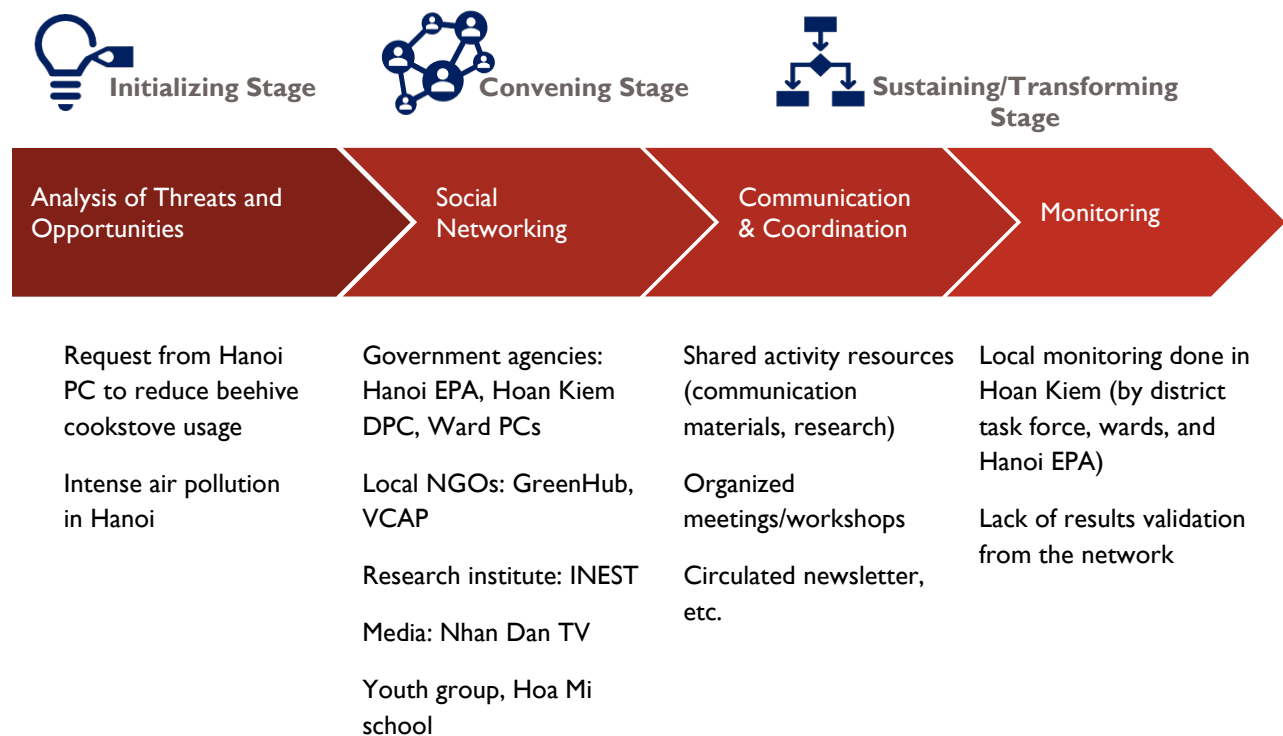 Initializing Stage
Convening Stage
Sustaining/Transforming
Stage
Analysis of Threats and
Opportunities
Social
Networking
Communication
& Coordination
Monitoring
Request from Hanoi
PC to reduce beehive
cookstove usage
Intense air pollution
in Hanoi
Government agencies:
Hanoi EPA, Hoan Kiem
DPC, Ward PCs
Local NGOs: GreenHub,
VCAP
Research institute: INEST
Media: Nhan Dan TV
Youth group, Hoa Mi
school
Shared activity resources
(communication
materials, research)
Organized
meetings/workshops
Circulated newsletter,
etc.
Local monitoring done in
Hoan Kiem (by district
task force, wards, and
Hanoi EPA)
Lack of results validation
from the network